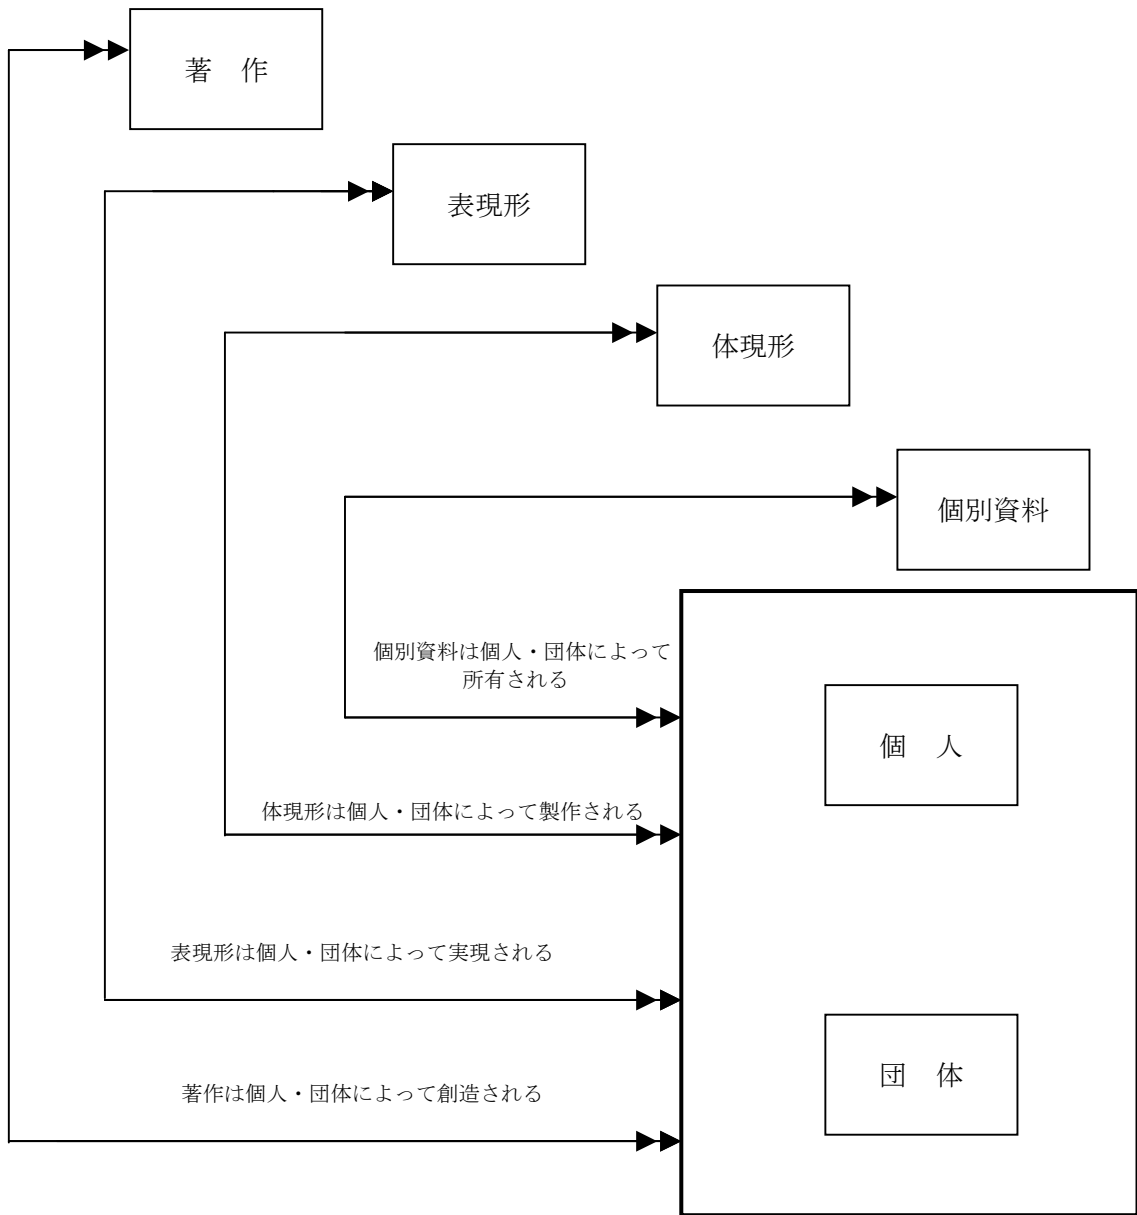 著　作
表現形
体現形
個別資料
個別資料は個人・団体によって
所有される
個　人
体現形は個人・団体によって製作される
表現形は個人・団体によって実現される
団　体
著作は個人・団体によって創造される